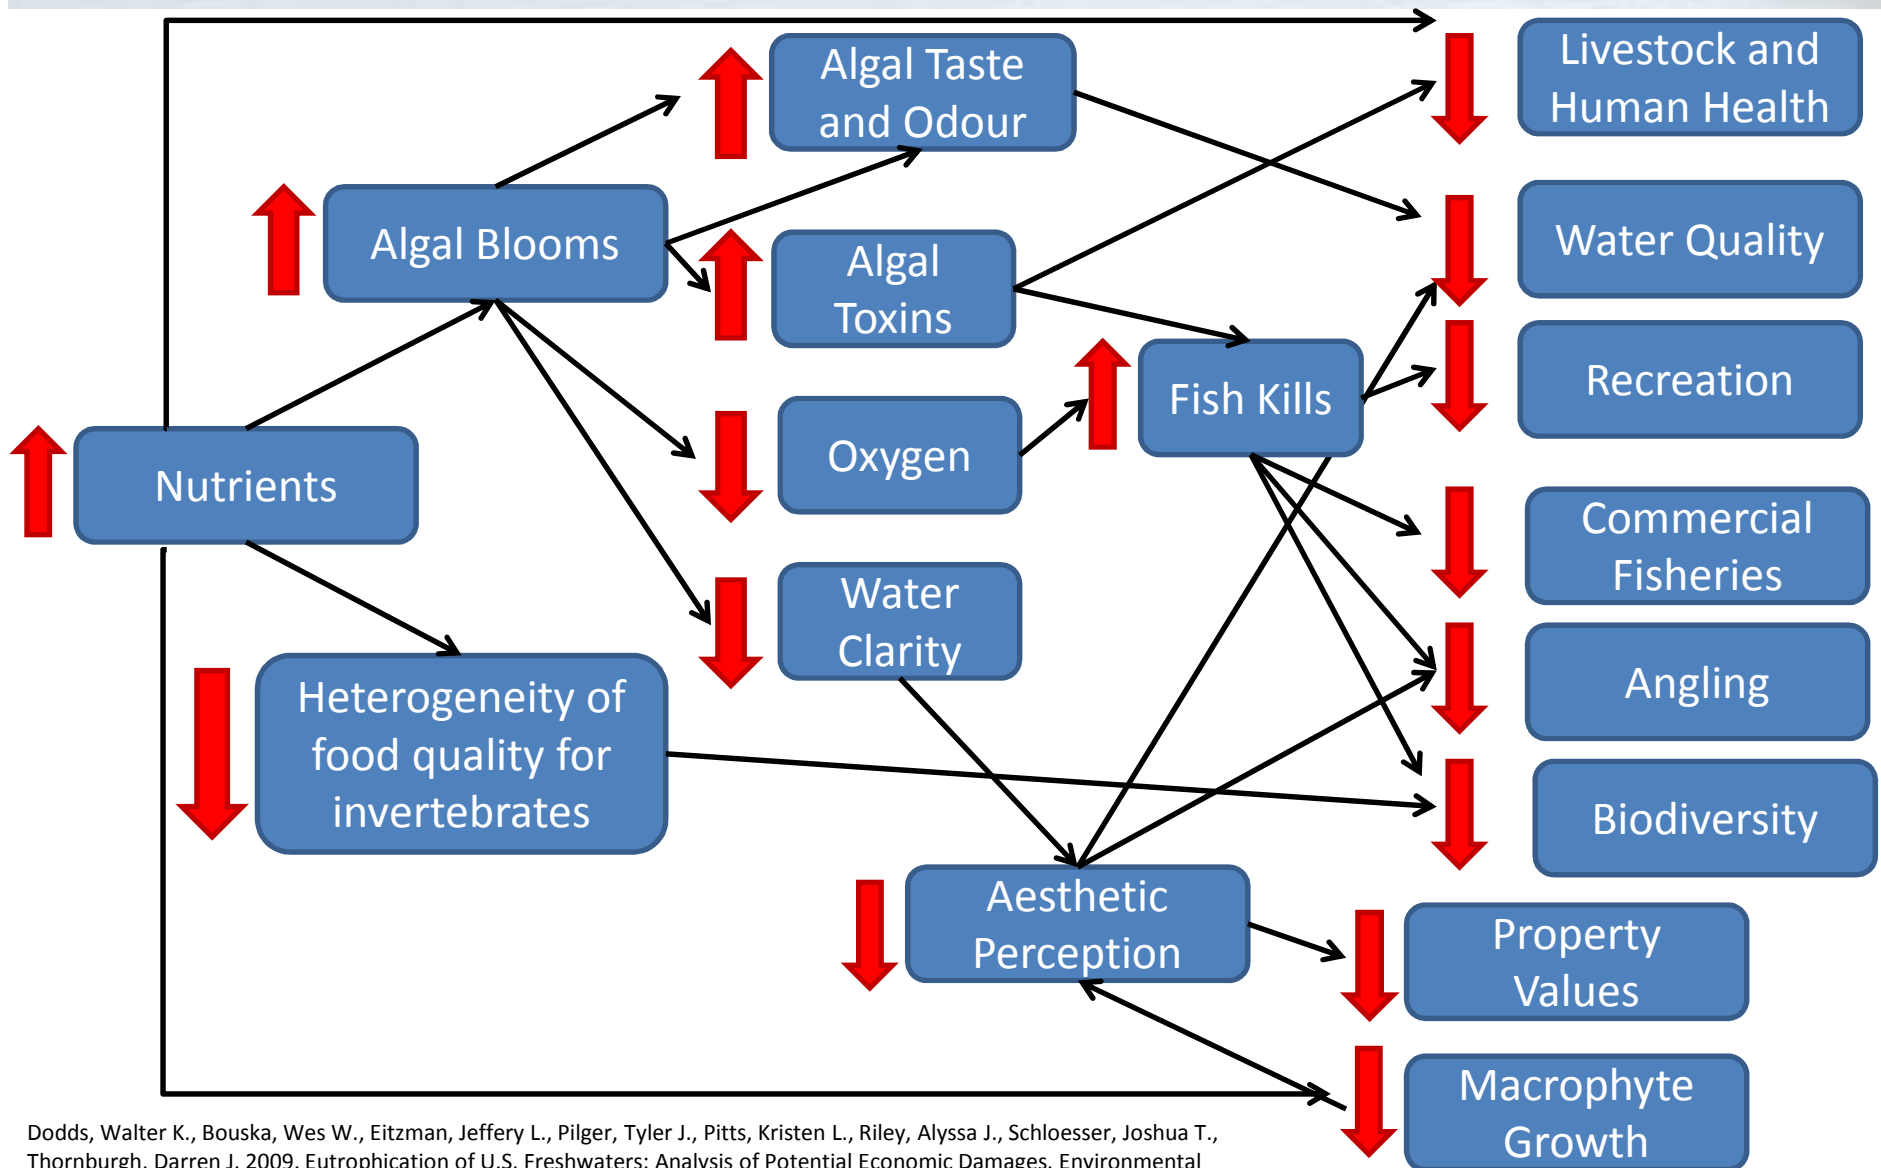 Algal Taste
and Odour
Livestock and
Human Health
Algal Blooms
Algal
Toxins
Water Quality
Fish Kills
Recreation
Nutrients
Oxygen
Commercial
Fisheries
Water
Clarity
Heterogeneity of
food quality for
invertebrates
Angling
Biodiversity
Aesthetic
Perception
Property
Values
Macrophyte
Growth
Dodds, Walter K., Bouska, Wes W., Eitzman, Jeffery L., Pilger, Tyler J., Pitts, Kristen L., Riley, Alyssa J., Schloesser, Joshua T.,
Thornburgh, Darren J. 2009. Eutrophication of U.S. Freshwaters: Analysis of Potential Economic Damages. Environmental